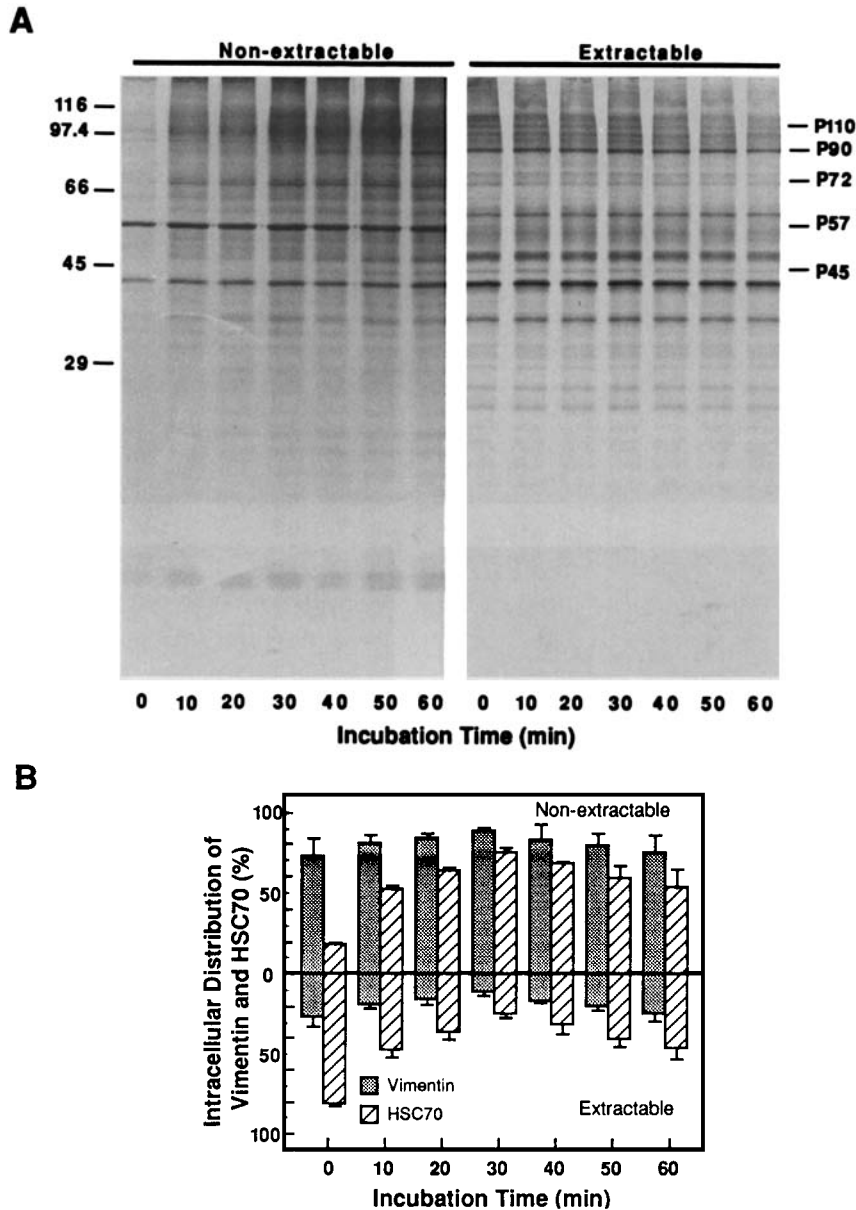 A
Non-extractable
Extractable
116
97.4
66
45
29
P110
P90
P72
P57
P45
0 10 20 30 40 50 60
0 10 20 30 40 50 60
Incubation Time (min)
B
Intracellular Distribution of
Vimentin and HSC70 (%)
100
50
0
50
100
Non-extractable
Vimentin
HSC70
Extractable
0 10 20 30 40 50 60
Incubation Time (min)